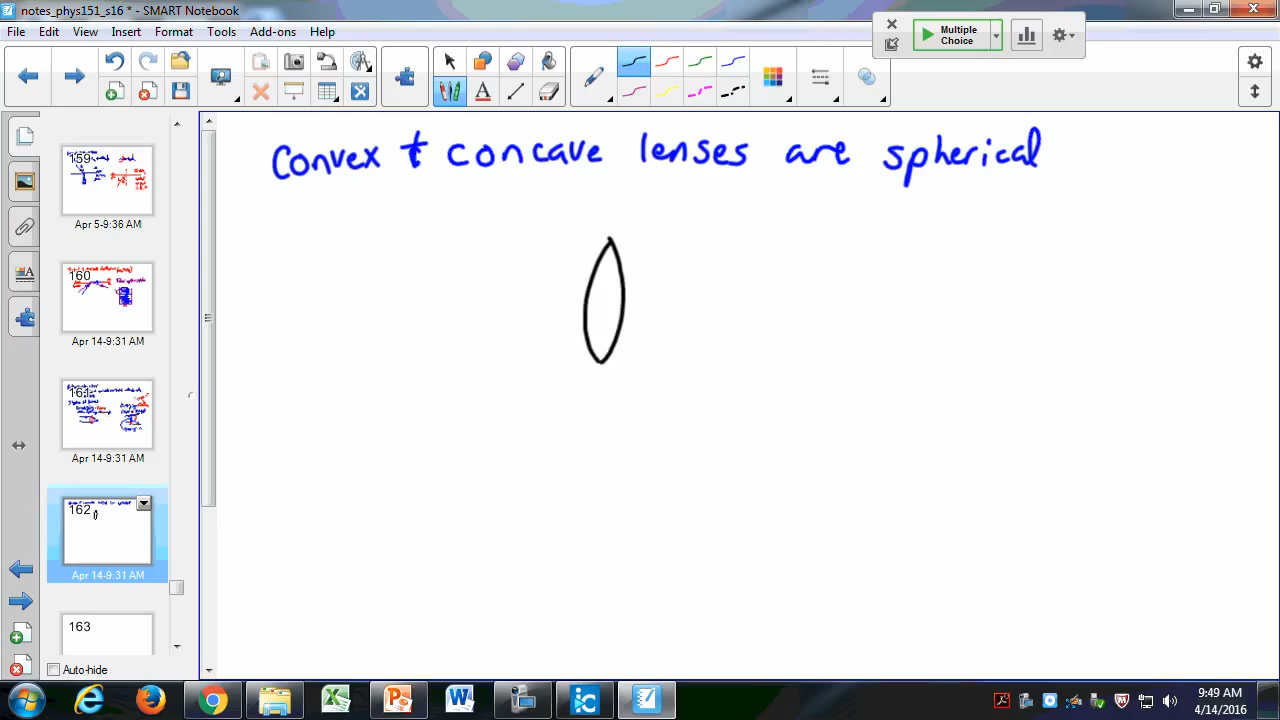 notes_phys151_s16 * - SMART Notebook
File Edit View Insert Format Tools Add-ons Help
Multiple Choice
Convex + concave lenses are spherical
159
Apr 5-9:36 AM
160
Apr 14-9:31 AM
161
Apr 14-9:31 AM
162
Apr 14-9:31 AM
163
Auto-hide
9:49 AM
4/14/2016